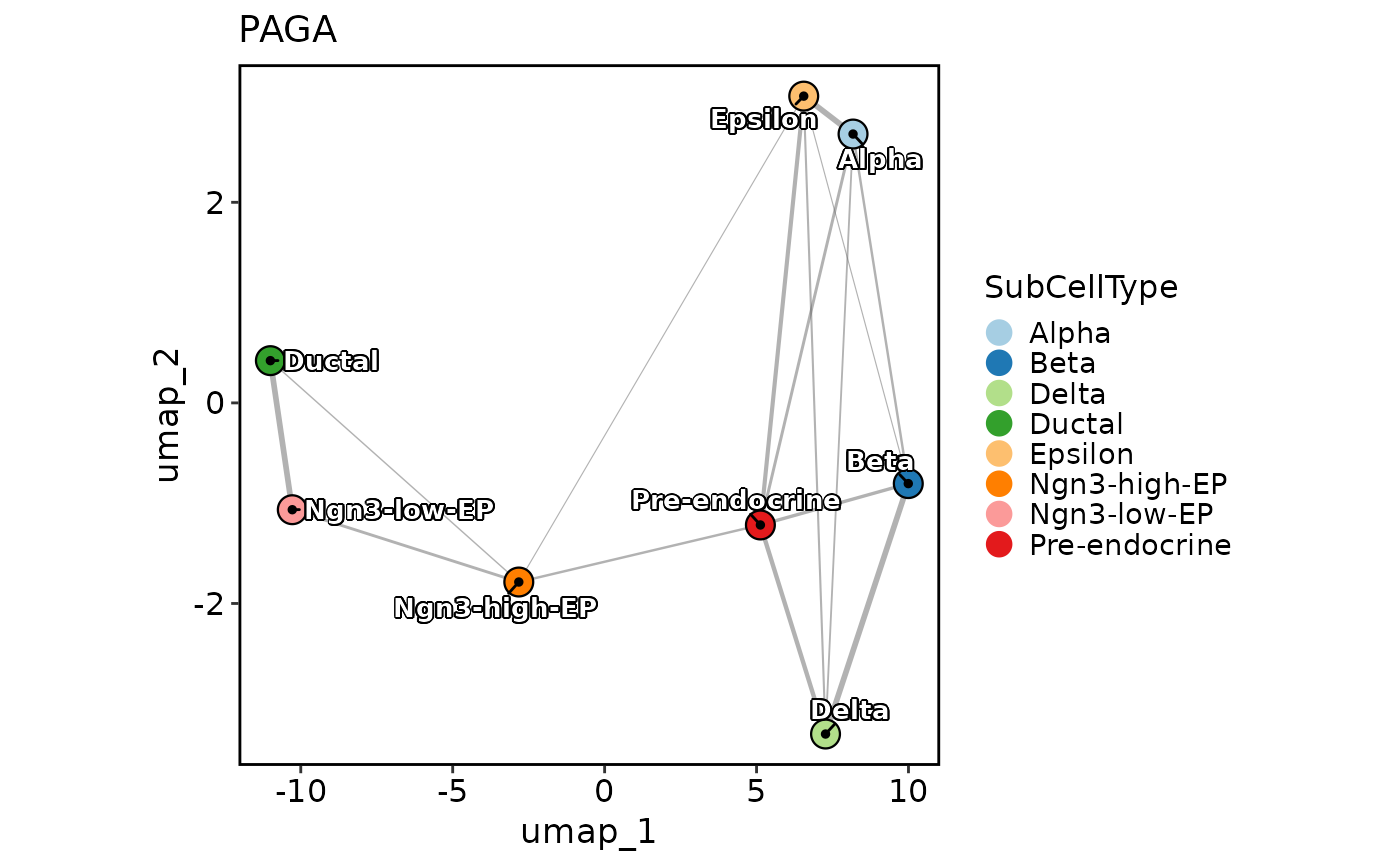 PAGA
Epsilon
Alpha
2
Ductal
0
Beta
Pre-endocrine
Ngn3-low-EP
Ngn3-high-EP
-2
Delta
-10 -5 0 5 10
umap_1
umap_2
SubCellType
Alpha
Beta
Delta
Ductal
Epsilon
Ngn3-high-EP
Ngn3-low-EP
Pre-endocrine